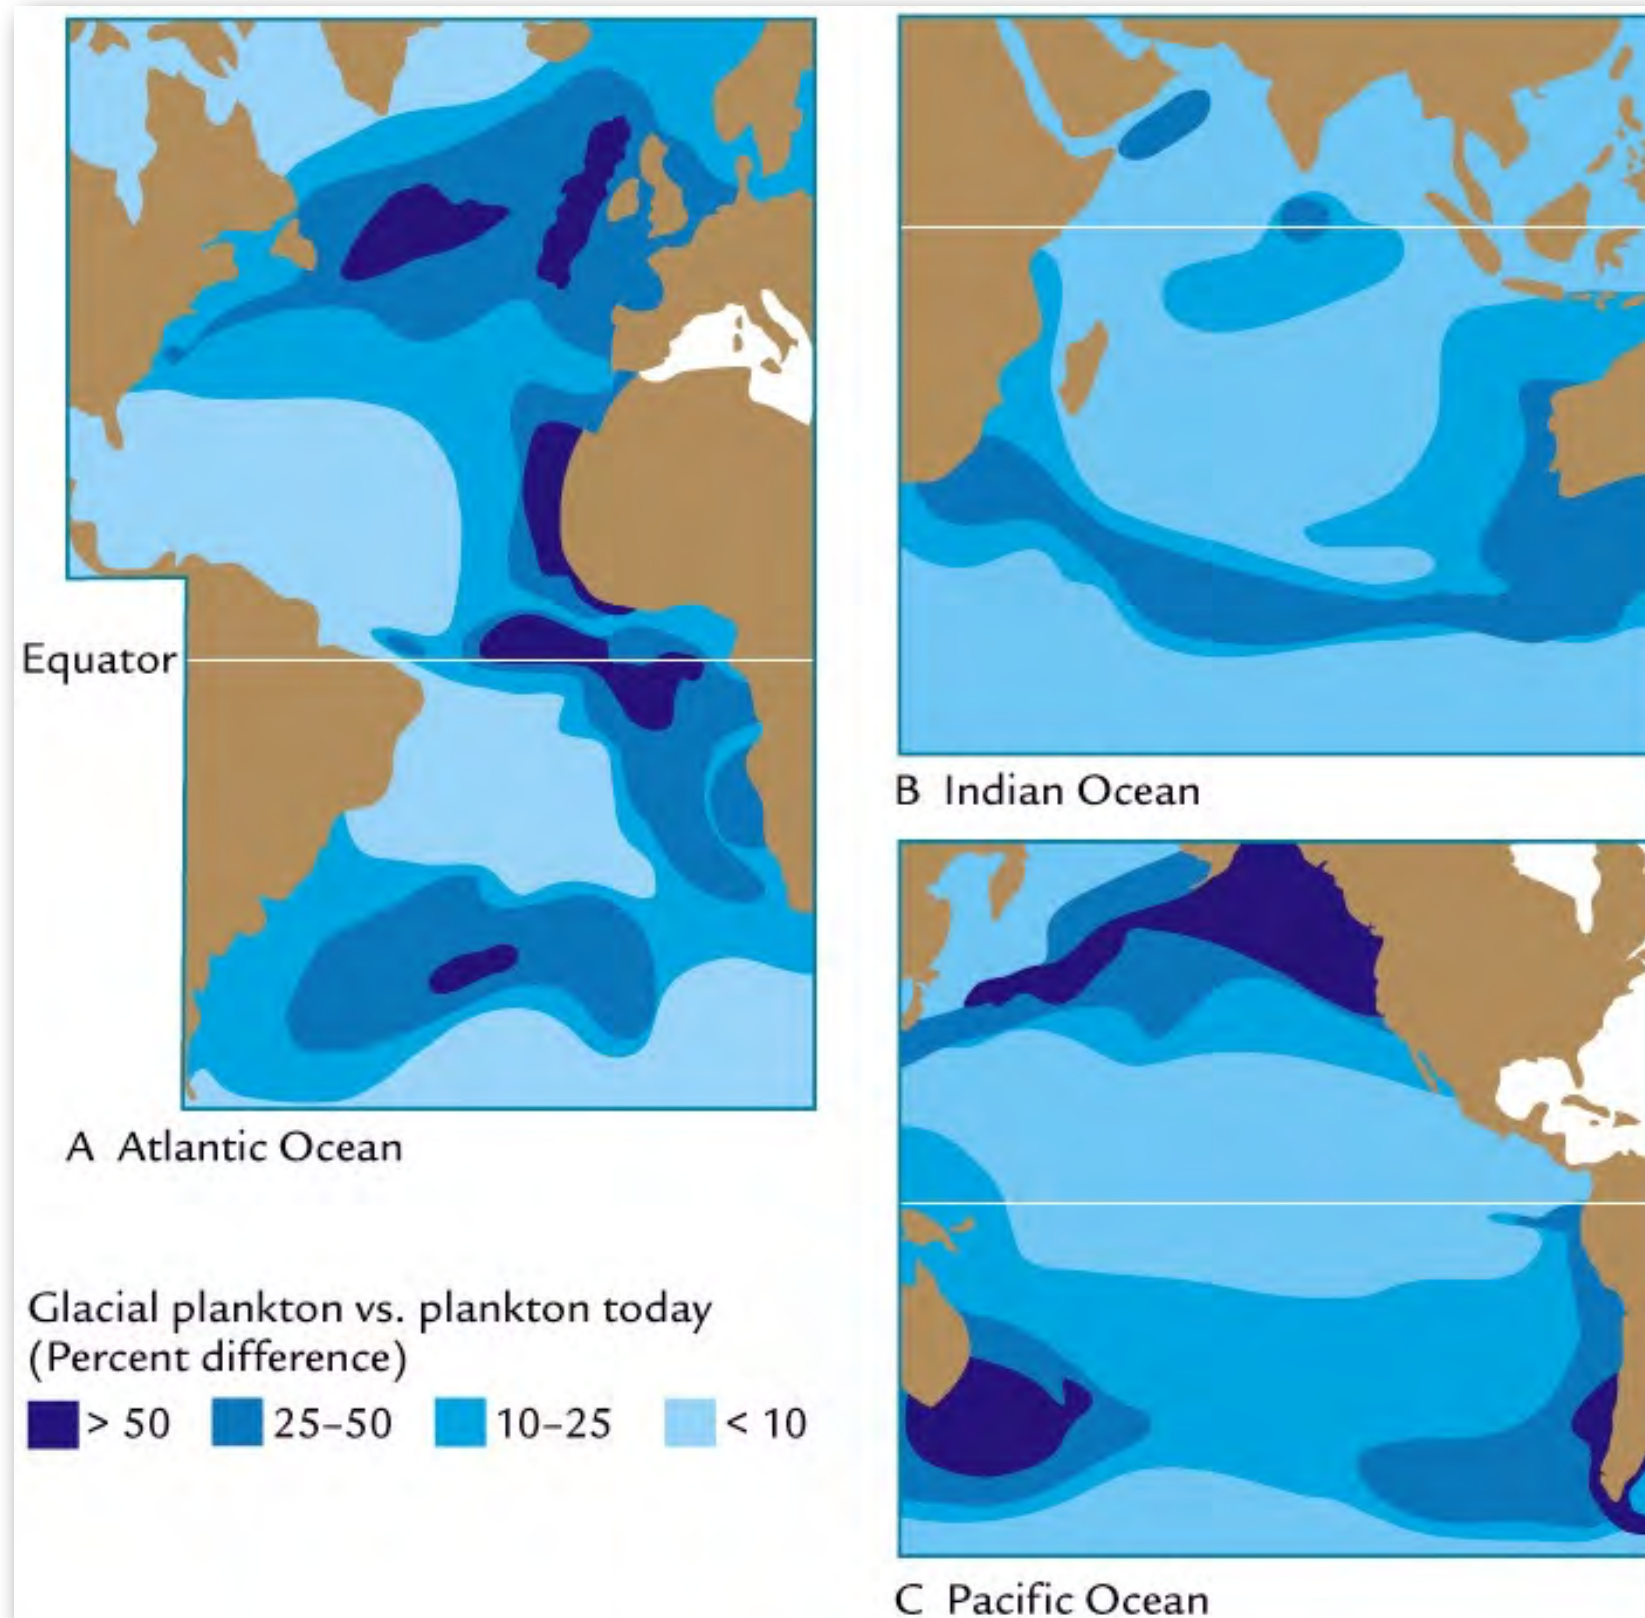 Equator
A Atlantic Ocean
B Indian Ocean
C Pacific Ocean
Glacial plankton vs. plankton today
(Percent difference)
> 50 25–50 10–25 < 10